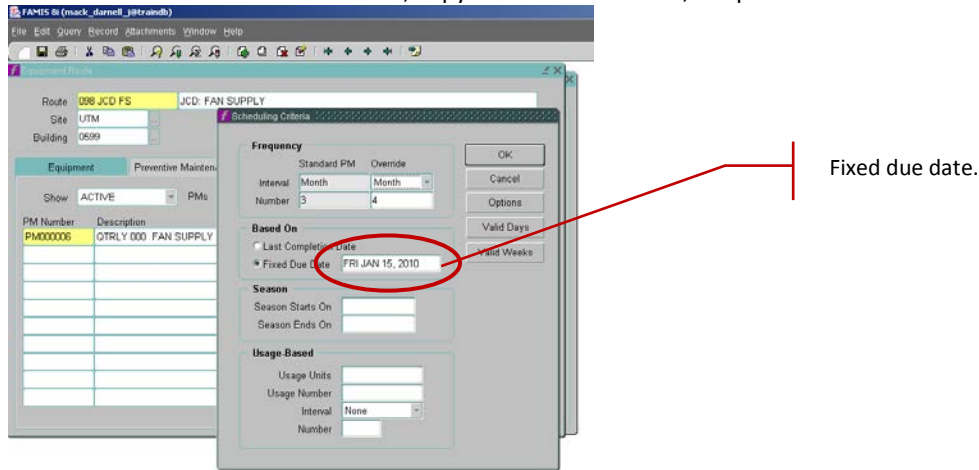 FAMIS 8i (mack_darnell_j@traindb)
File Edit Query Record Attachments Window Help
Equipment Route
Route 098 JCD FS JCD: FAN SUPPLY
Site UTM
Building 0599
Equipment Preventive Mainten
Show ACTIVE PMs
PM Number Description
PM000006 QTRLY 000 FAN SUPPLY
Scheduling Criteria
Frequency
Standard PM Override
Interval Month Month
Number 3 4
Based On
Last Completion Date
Fixed Due Date FRI JAN 15, 2010
Season
Season Starts On
Season Ends On
Usage-Based
Usage Units
Usage Number
Interval None
Number
OK
Cancel
Options
Valid Days
Valid Weeks
Fixed due date.